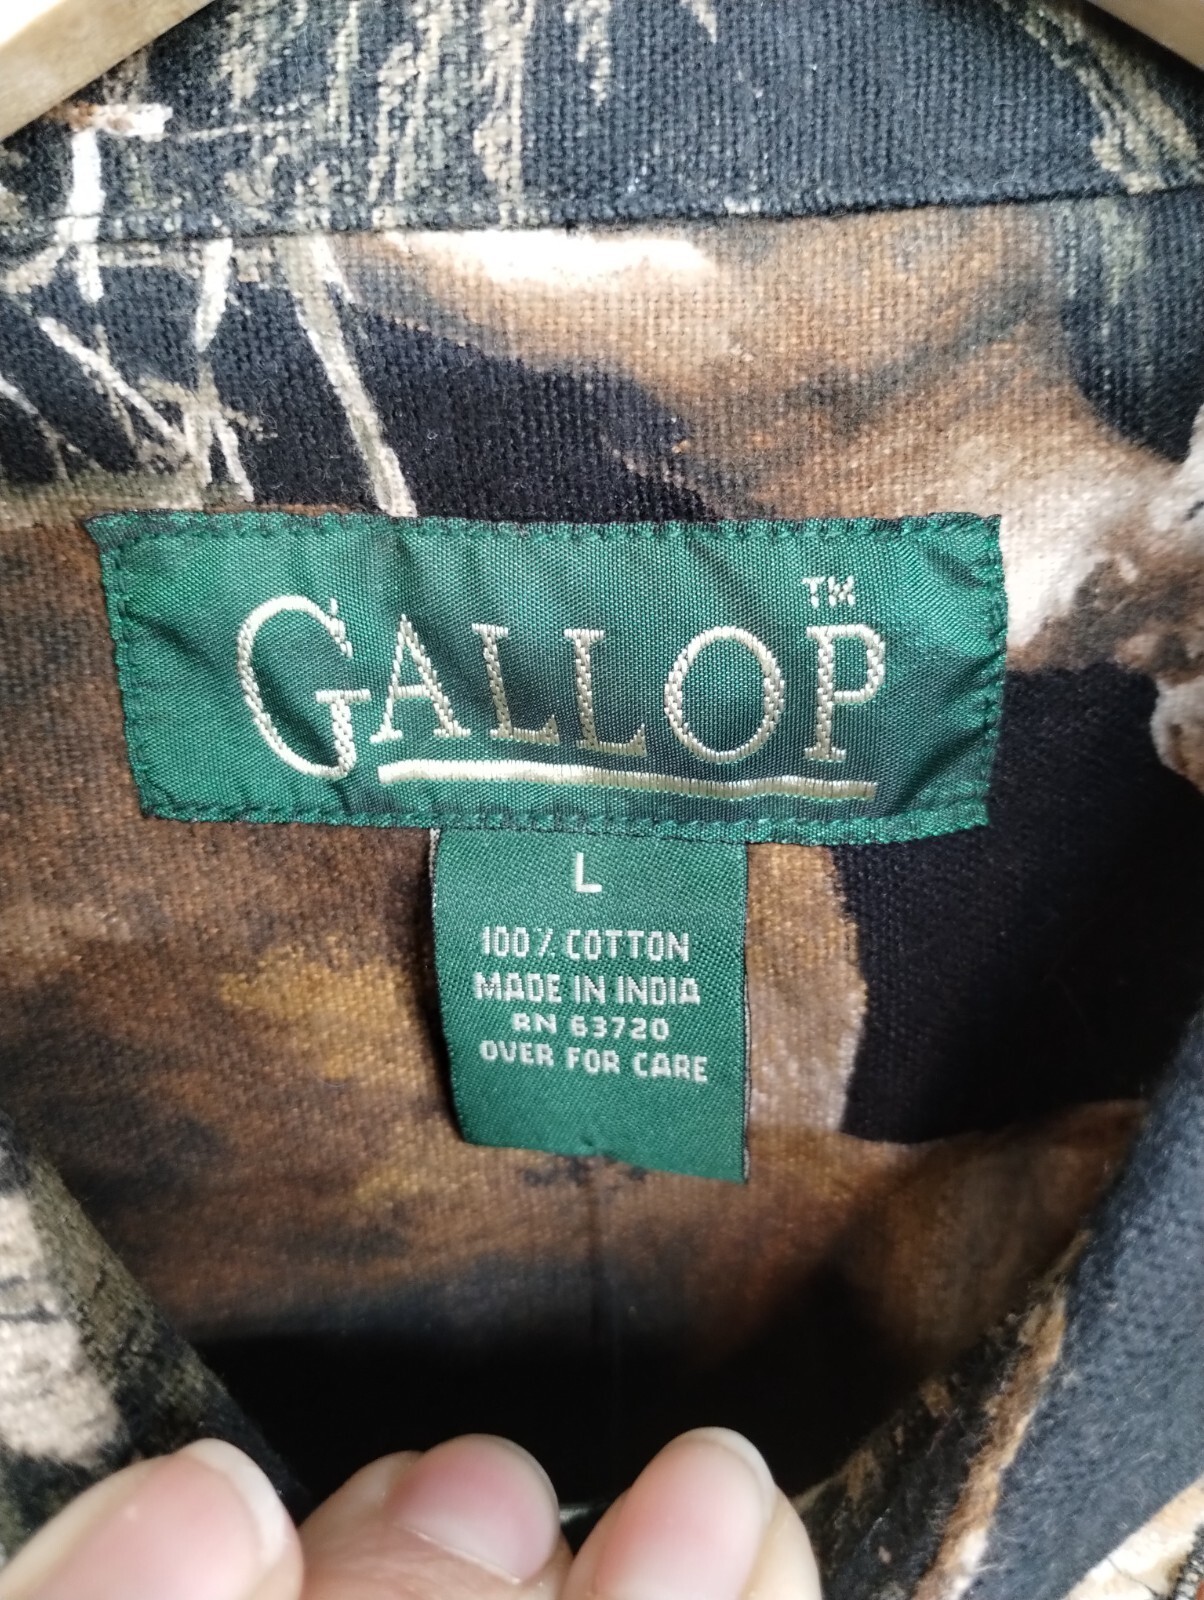 GALLOP™
L
100% COTTON
MADE IN INDIA
RN 63720
OVER FOR CARE